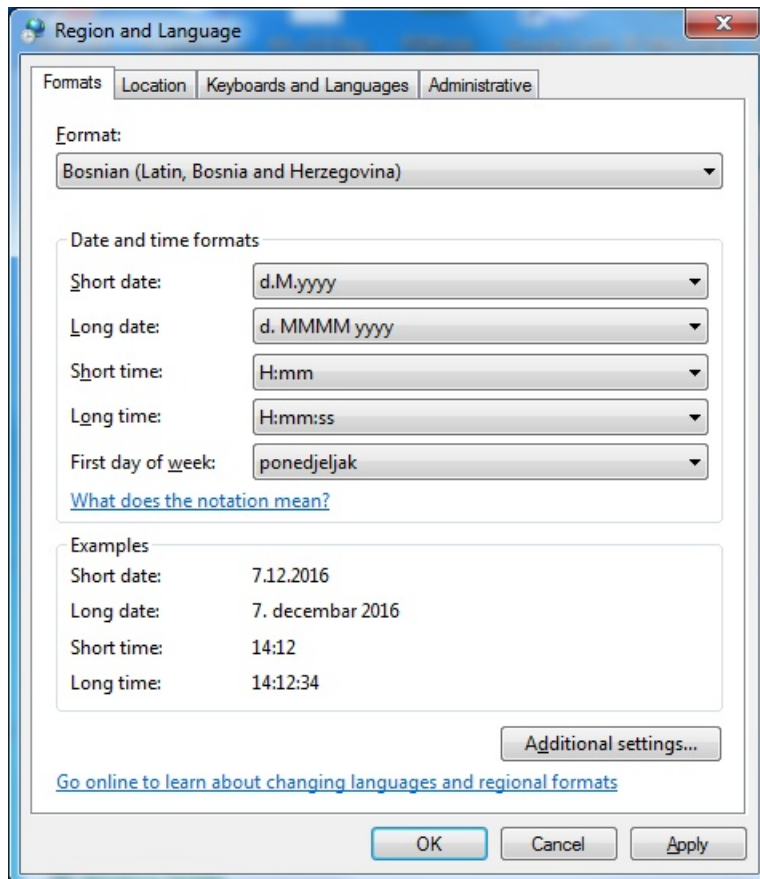 Region and Language
Formats Location Keyboards and Languages Administrative
Format:
Bosnian (Latin, Bosnia and Herzegovina)
Date and time formats
Short date: d.M.yyyy
Long date: d. MMMM yyyy
Short time: H:mm
Long time: H:mm:ss
First day of week: ponedjeljak
What does the notation mean?
Examples
Short date: 7.12.2016
Long date: 7. decembar 2016
Short time: 14:12
Long time: 14:12:34
Additional settings...
Go online to learn about changing languages and regional formats
OK Cancel Apply